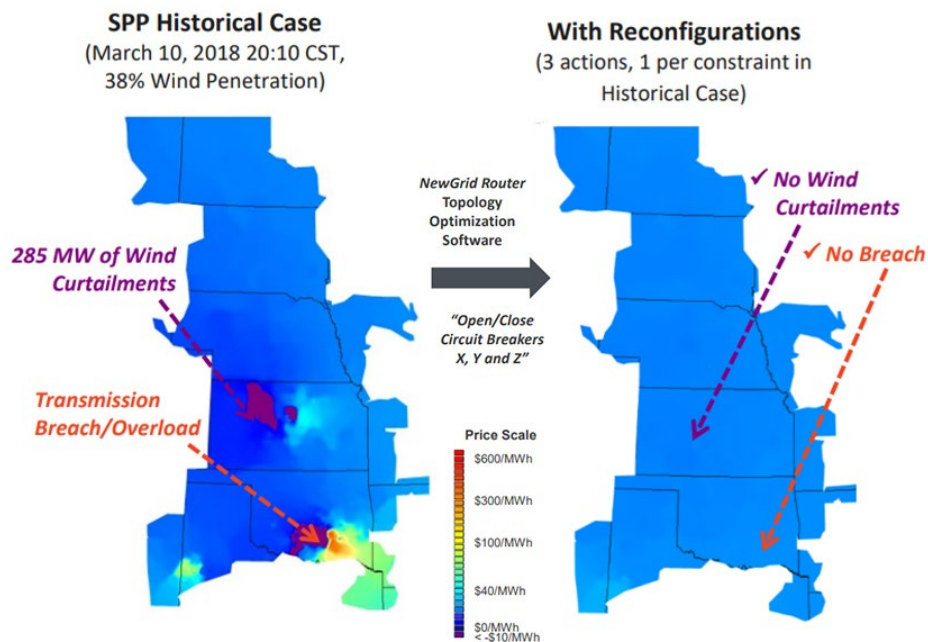 SPP Historical Case
(March 10, 2018 20:10 CST,
38% Wind Penetration)
With Reconfigurations
(3 actions, 1 per constraint in
Historical Case)
NewGrid Router
Topology
Optimization
Software
"Open/Close
Circuit Breakers
X, Y and Z"
285 MW of Wind
Curtailments
Transmission
Breach/Overload
✓ No Wind
Curtailments
✓ No Breach
Price Scale
$600/MWh
$300/MWh
$100/MWh
$40/MWh
$0/MWh
< -$10/MWh